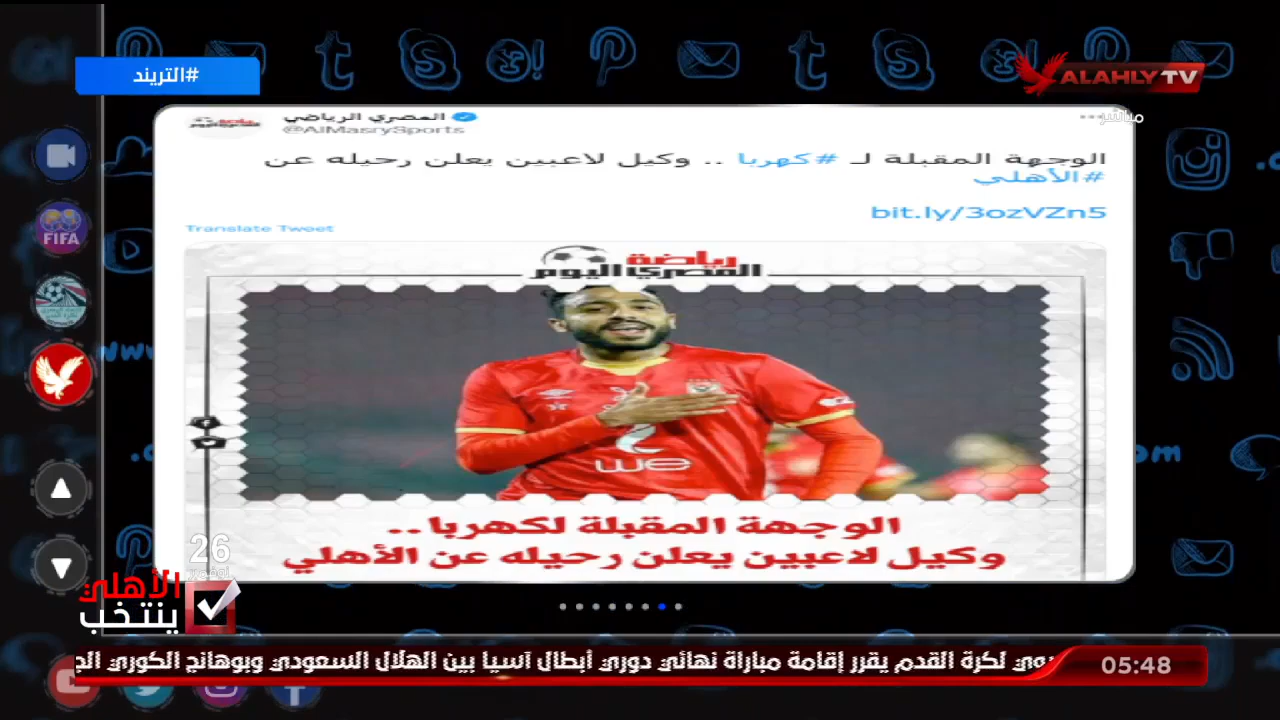 #التريند
ALAHLY TV
مباشر
المصري الرياضي
@AlMasrySports
الوجهة المقبلة لـ #كهربا .. وكيل لاعبين يعلن رحيله عن
#الأهلي
bit.ly/3ozVZn5
Translate Tweet
رياضة
المصري اليوم
FIFA
we
الوجهة المقبلة لكهربا..
وكيل لاعبين يعلن رحيله عن الأهلي
26
نوفمبر
الأهلي
ينتخب
لكرة القدم يقرر إقامة مباراة نهائي دوري أبطال آسيا بين الهلال السعودي وبوهانج الكوري
05:48